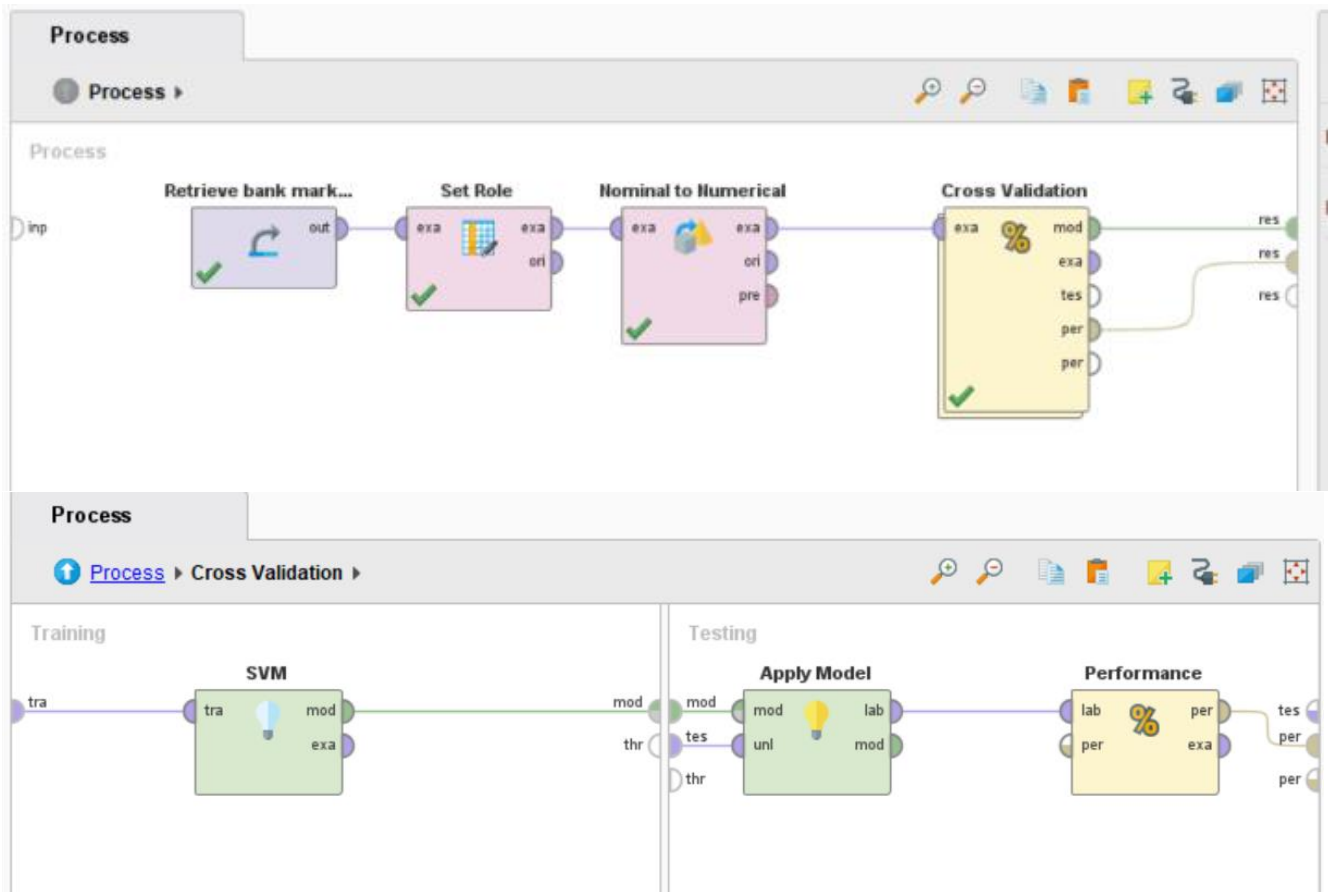 Process
Process
Process
Retrieve bank mark... Set Role Nominal to Numerical Cross Validation
inp out exa exa exa exa exa mod res
ori ori exa res
pre tes res
per
per
Process
Process Cross Validation
Training Testing
SVM Apply Model Performance
tra tra mod mod mod mod lab lab per tes
exa thr tes unl mod per exa per
thr per